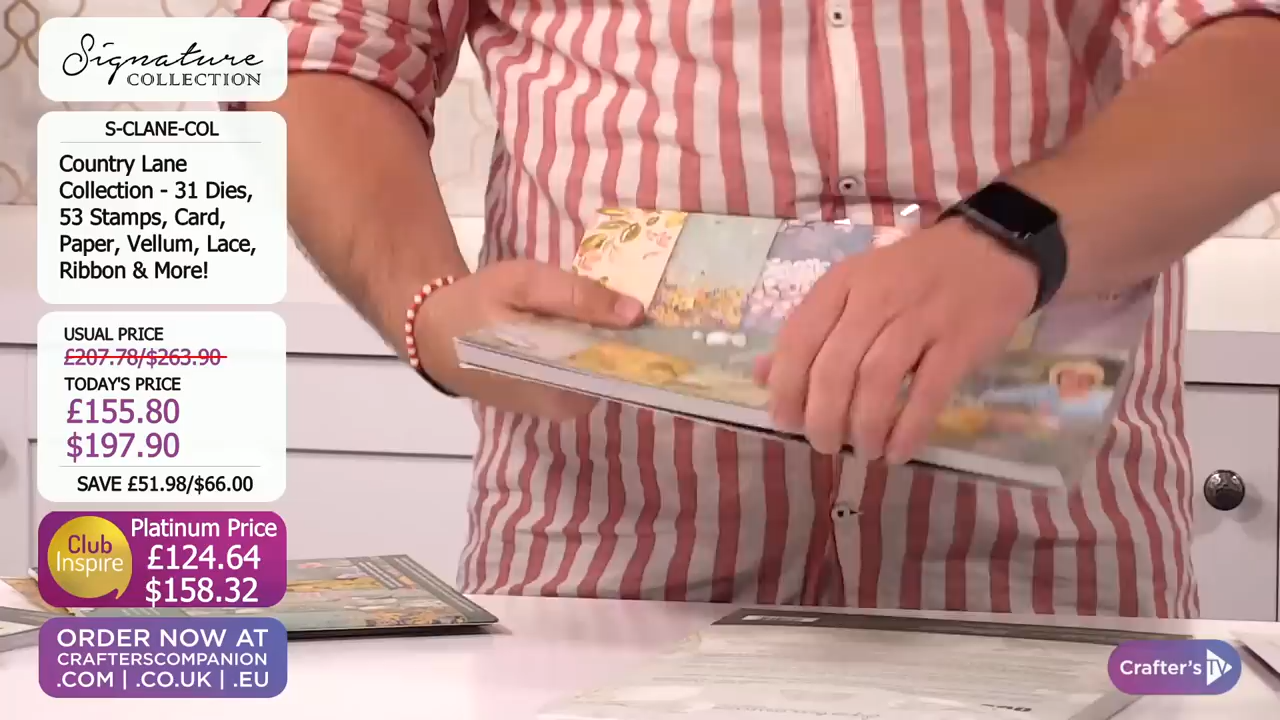 Signature
COLLECTION
S-CLANE-COL
Country Lane
Collection - 31 Dies,
53 Stamps, Card,
Paper, Vellum, Lace,
Ribbon & More!
USUAL PRICE
£207.78/$263.90
TODAY'S PRICE
£155.80
$197.90
SAVE £51.98/$66.00
Club
Inspire
Platinum Price
£124.64
$158.32
ORDER NOW AT
CRAFTERSCOMPANION
.COM | .CO.UK | .EU
Crafter's TV